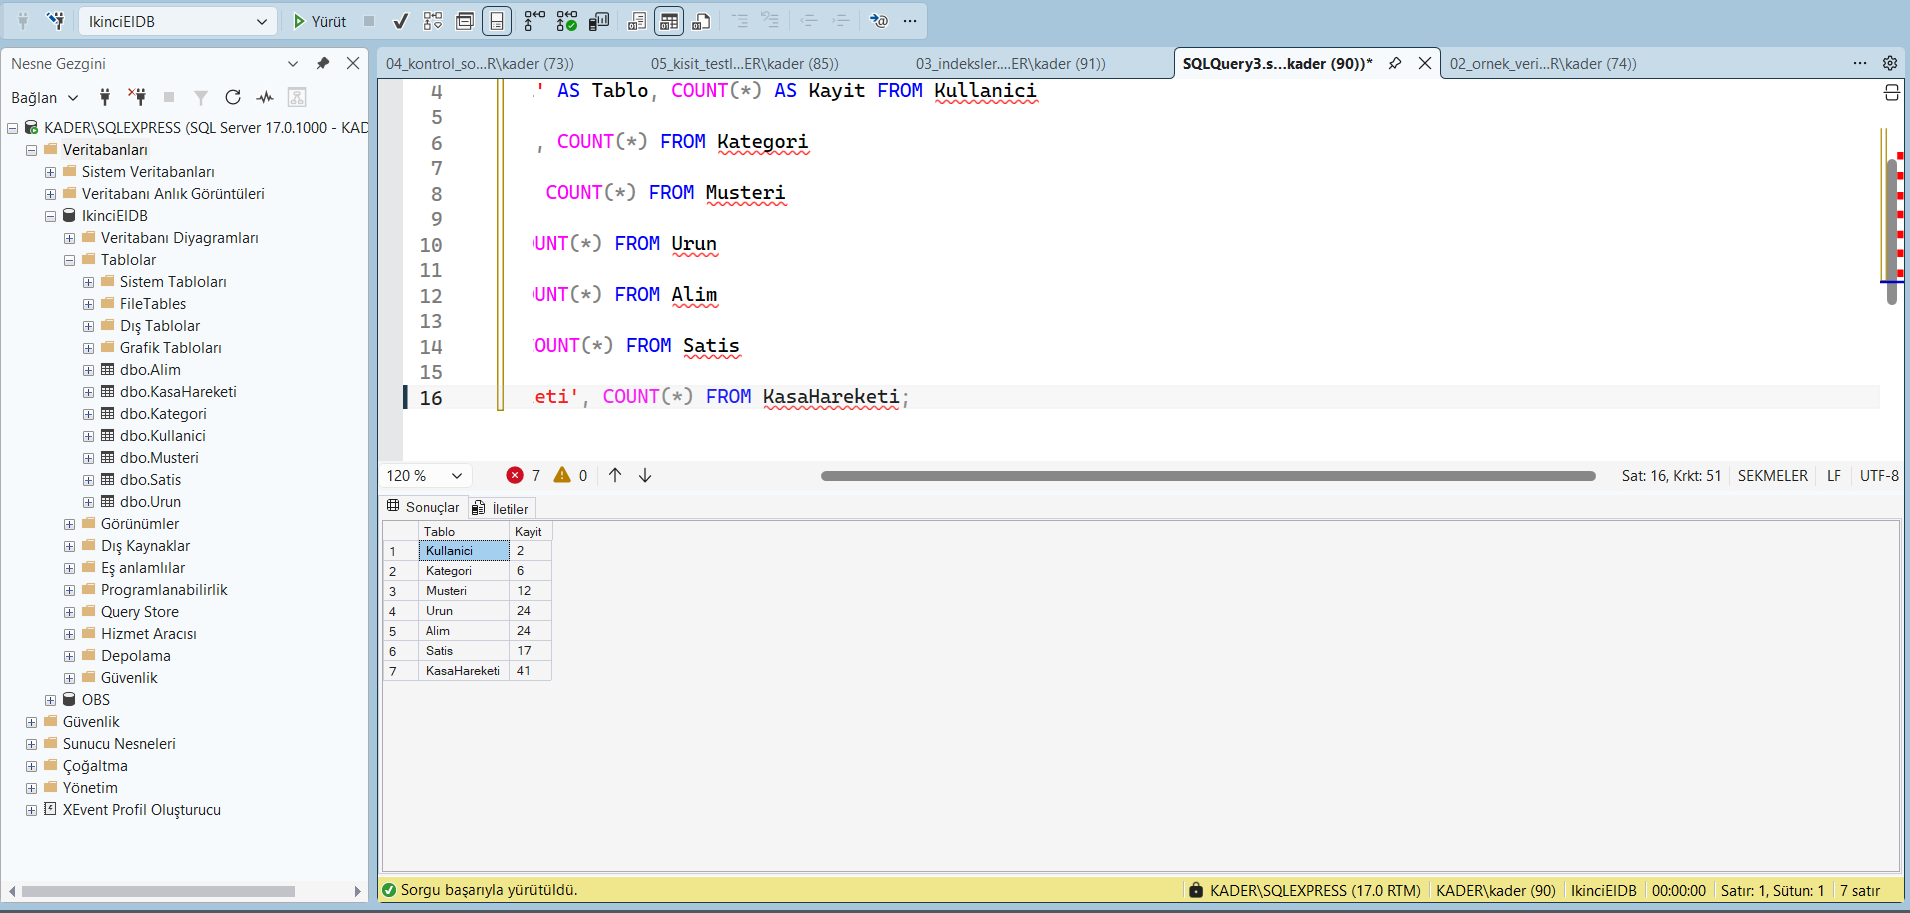 IkinciElDB
Yürüt
Nesne Gezgini
Bağlan
KADER\SQLEXPRESS (SQL Server 17.0.1000 - KAD
Veritabanları
Sistem Veritabanları
Veritabanı Anlık Görüntüleri
IkinciElDB
Veritabanı Diyagramları
Tablolar
Sistem Tabloları
FileTables
Dış Tablolar
Grafik Tabloları
dbo.Alim
dbo.KasaHareketi
dbo.Kategori
dbo.Kullanici
dbo.Musteri
dbo.Satis
dbo.Urun
Görünümler
Dış Kaynaklar
Eş anlamlılar
Programlanabilirlik
Query Store
Hizmet Aracısı
Depolama
Güvenlik
OBS
Güvenlik
Sunucu Nesneleri
Çoğaltma
Yönetim
XEvent Profil Oluşturucu
04_kontrol_so...R\kader (73))
05_kisit_testl...ER\kader (85))
03_indeksler....ER\kader (91))
SQLQuery3.s...kader (90))*
02_ornek_veri...R\kader (74))
4 i' AS Tablo, COUNT(*) AS Kayit FROM Kullanici
5
6 , COUNT(*) FROM Kategori
7
8 COUNT(*) FROM Musteri
9
10 OUNT(*) FROM Urun
11
12 OUNT(*) FROM Alim
13
14 COUNT(*) FROM Satis
15
16 eti', COUNT(*) FROM KasaHareketi;
120 % 7 0 Sat: 16, Krkt: 51 SEKMELER LF UTF-8
Sonuçlar İletiler
Tablo Kayit
1 Kullanici 2
2 Kategori 6
3 Musteri 12
4 Urun 24
5 Alim 24
6 Satis 17
7 KasaHareketi 41
Sorgu başarıyla yürütüldü. KADER\SQLEXPRESS (17.0 RTM) KADER\kader (90) IkinciElDB 00:00:00 Satır: 1, Sütun: 1 7 satır